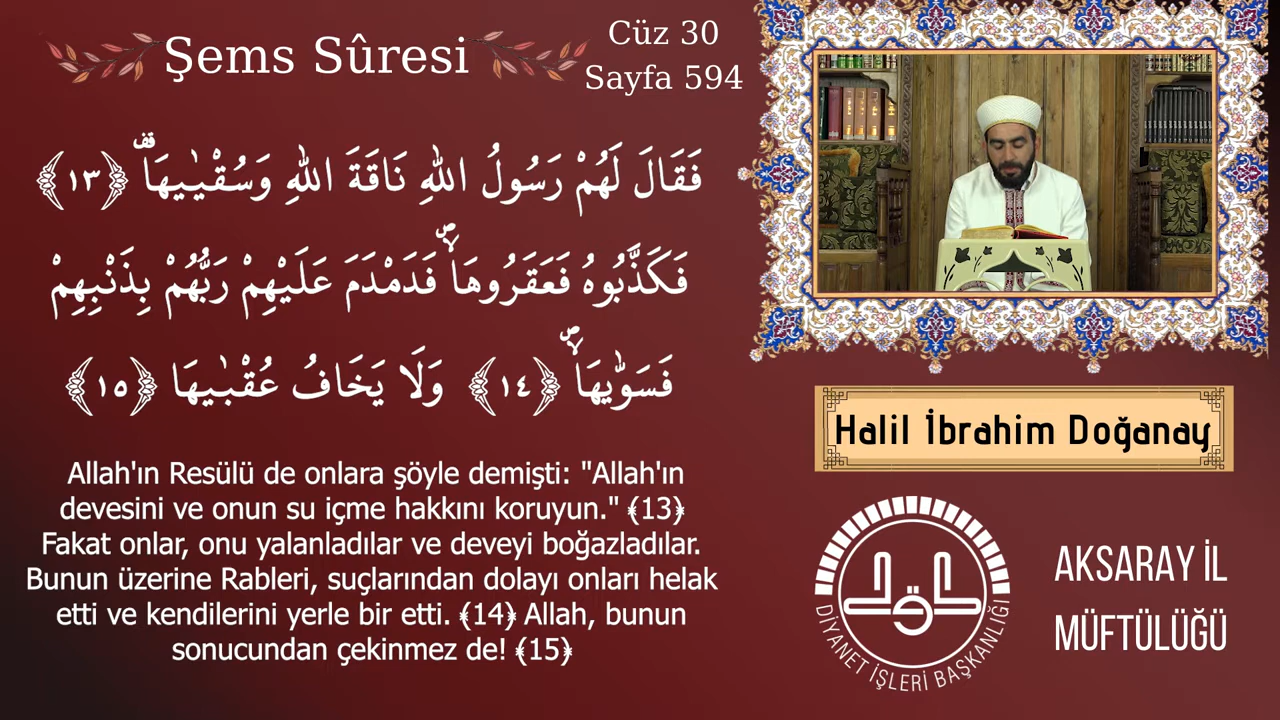 Şems Sûresi
Cüz 30
Sayfa 594
فَقَالَ لَهُمْ رَسُولُ اللّٰهِ نَاقَةَ اللّٰهِ وَسُقْيٰيهَاۜ ﴿١٣﴾
فَكَذَّبُوهُ فَعَقَرُوهَاۙۖ فَدَمْدَمَ عَلَيْهِمْ رَبُّهُمْ بِذَنْبِهِمْ
فَسَوّٰيهَاۙۖ ﴿١٤﴾ وَلَا يَخَافُ عُقْبٰيهَا ﴿١٥﴾
Allah'ın Resülü de onlara şöyle demişti: "Allah'ın
devesini ve onun su içme hakkını koruyun." ﴾13﴿
Fakat onlar, onu yalanladılar ve deveyi boğazladılar.
Bunun üzerine Rableri, suçlarından dolayı onları helak
etti ve kendilerini yerle bir etti. ﴾14﴿ Allah, bunun
sonucundan çekinmez de! ﴾15﴿
Halil İbrahim Doğanay
DİYANET İŞLERİ BAŞKANLIĞI
AKSARAY İL
MÜFTÜLÜĞÜ